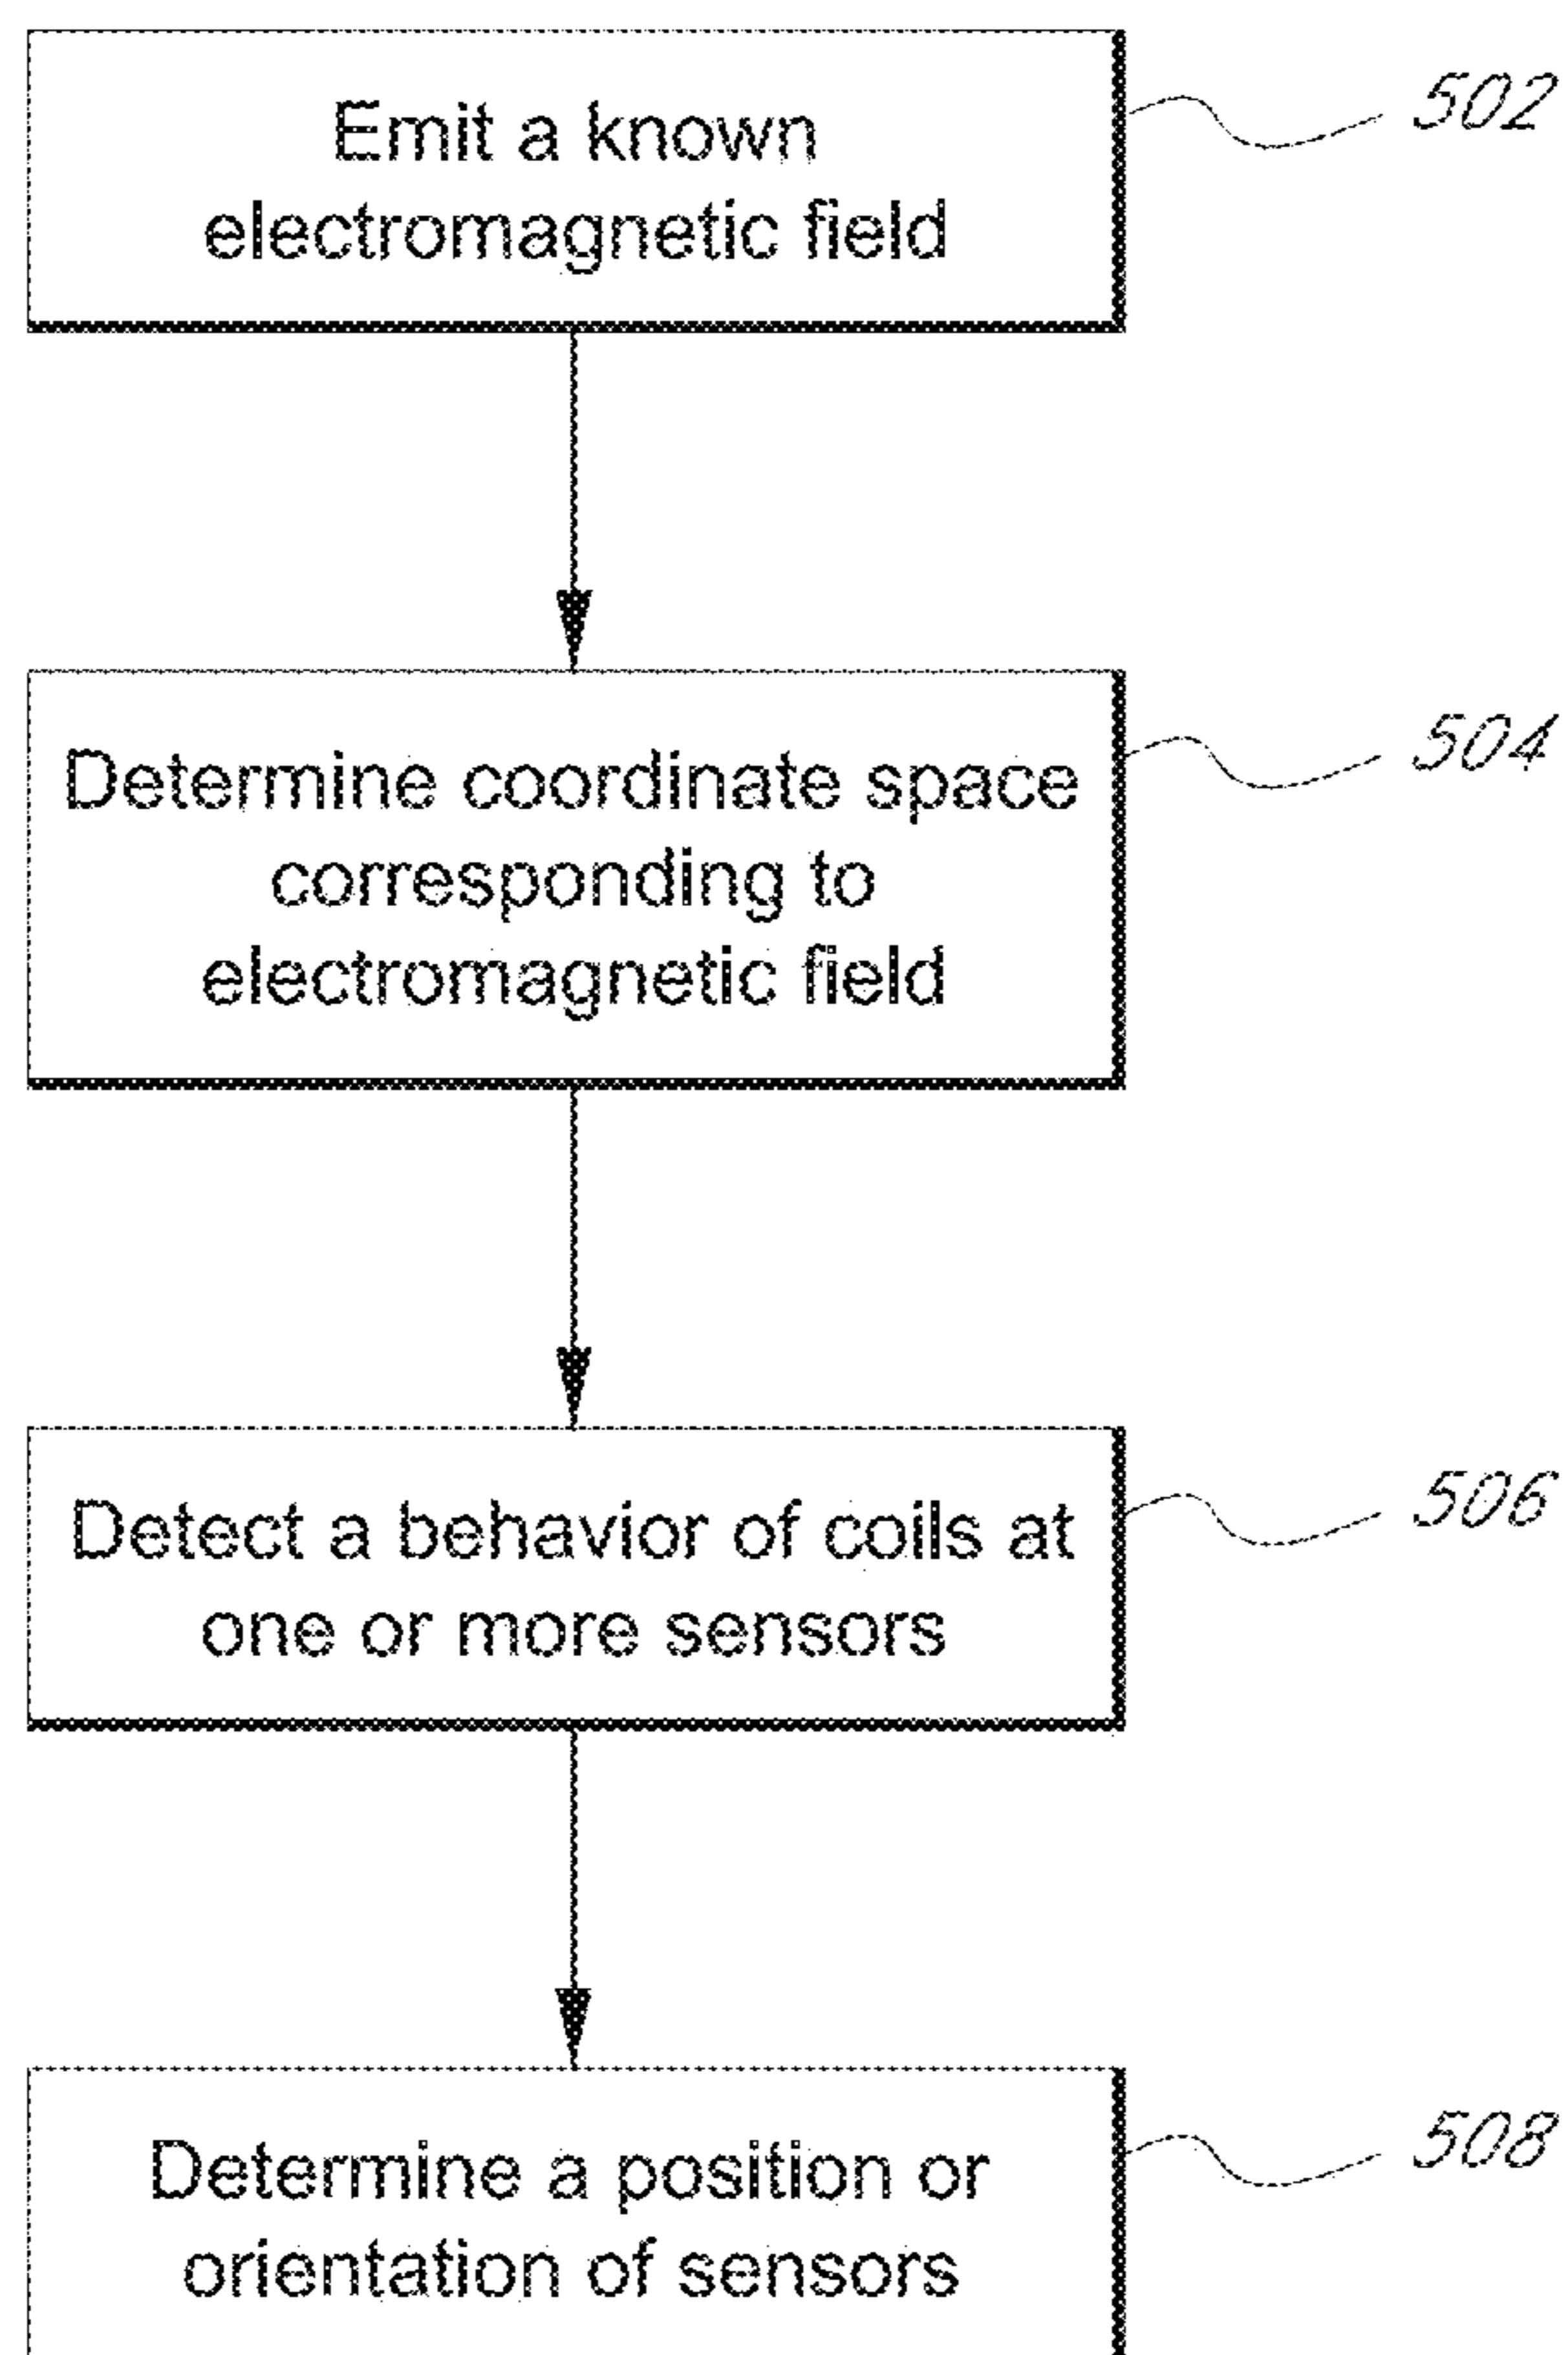 Emit a known
electromagnetic field
502
Determine coordinate space
corresponding to
electromagnetic field
504
Detect a behavior of coils at
one or more sensors
506
Determine a position or
orientation of sensors
508